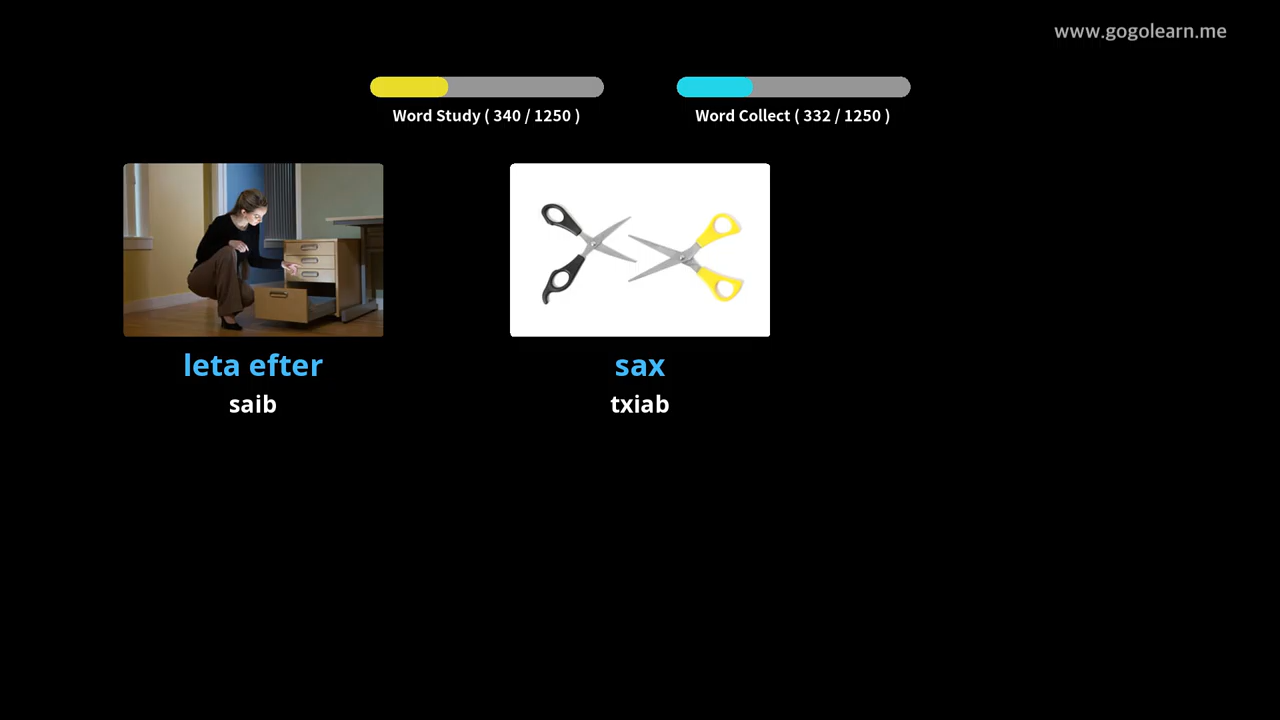 www.gogolearn.me
Word Study ( 340 / 1250 )
Word Collect ( 332 / 1250 )
leta efter
saib
sax
txiab